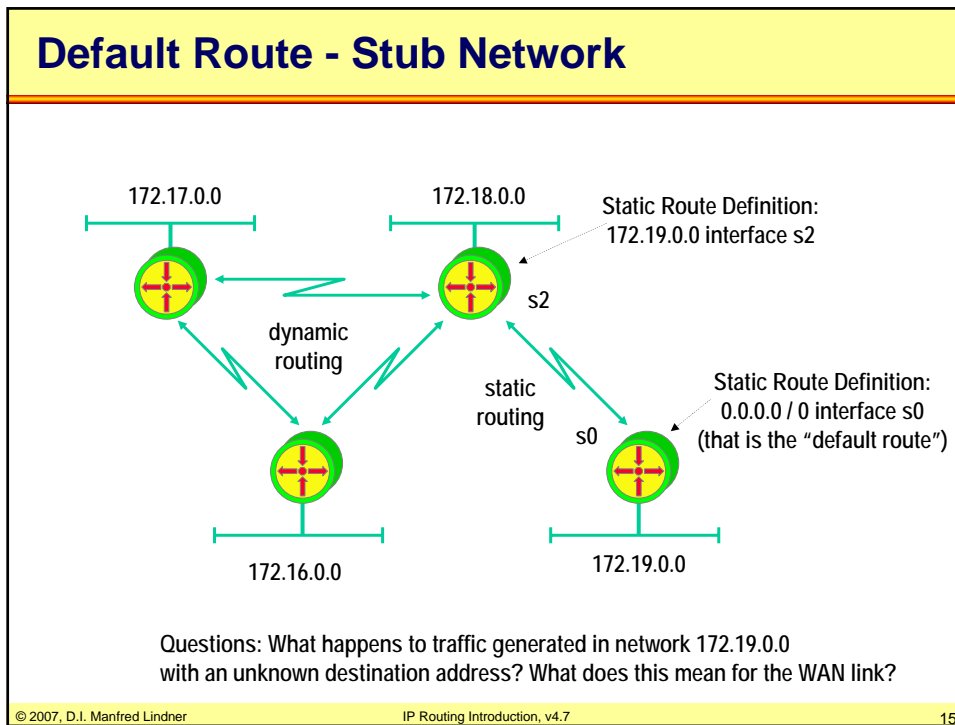 Default Route - Stub Network
172.17.0.0
172.18.0.0
Static Route Definition:
172.19.0.0 interface s2
s2
dynamic
routing
static
routing
Static Route Definition:
0.0.0.0 / 0 interface s0
(that is the “default route”)
s0
172.16.0.0
172.19.0.0
Questions: What happens to traffic generated in network 172.19.0.0
with an unknown destination address? What does this mean for the WAN link?
© 2007, D.I. Manfred Lindner
IP Routing Introduction, v4.7
15